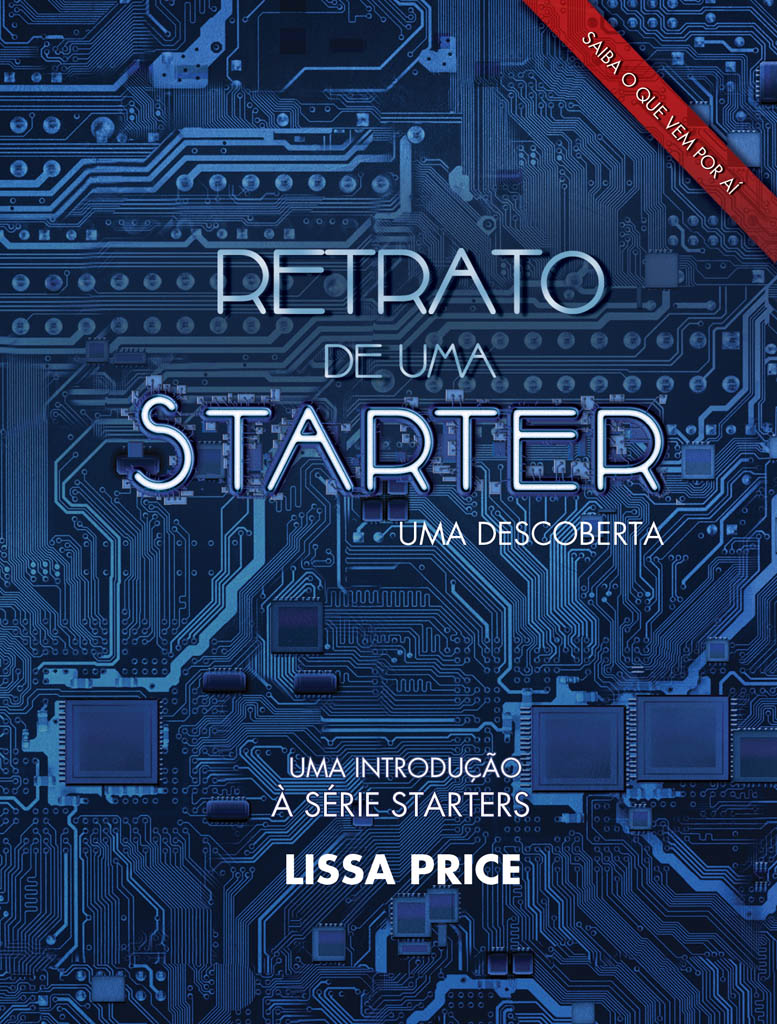 SAIBA O QUE VEM POR AÍ
RETRATO
DE UMA
STARTER
UMA DESCOBERTA
UMA INTRODUÇÃO
À SÉRIE STARTERS
LISSA PRICE